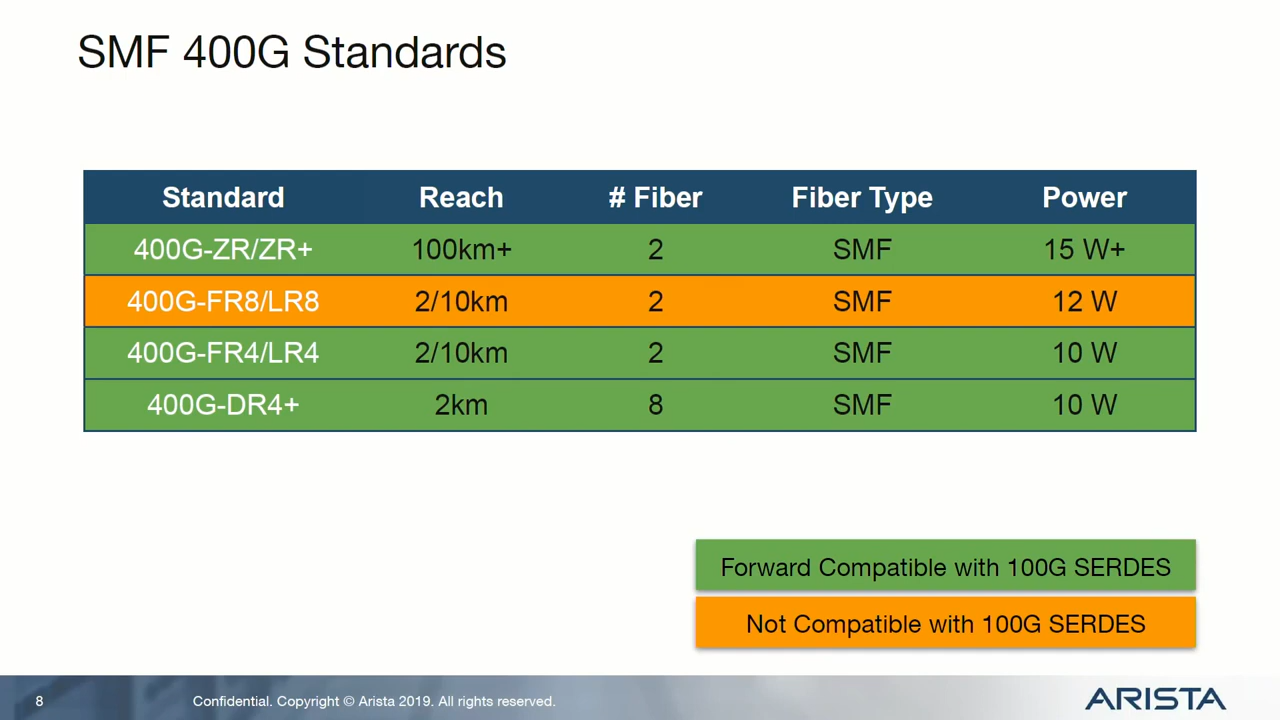 SMF 400G Standards
Standard Reach # Fiber Fiber Type Power
400G-ZR/ZR+ 100km+ 2 SMF 15 W+
400G-FR8/LR8 2/10km 2 SMF 12 W
400G-FR4/LR4 2/10km 2 SMF 10 W
400G-DR4+ 2km 8 SMF 10 W
Forward Compatible with 100G SERDES
Not Compatible with 100G SERDES
8 Confidential. Copyright © Arista 2019. All rights reserved. ARISTA